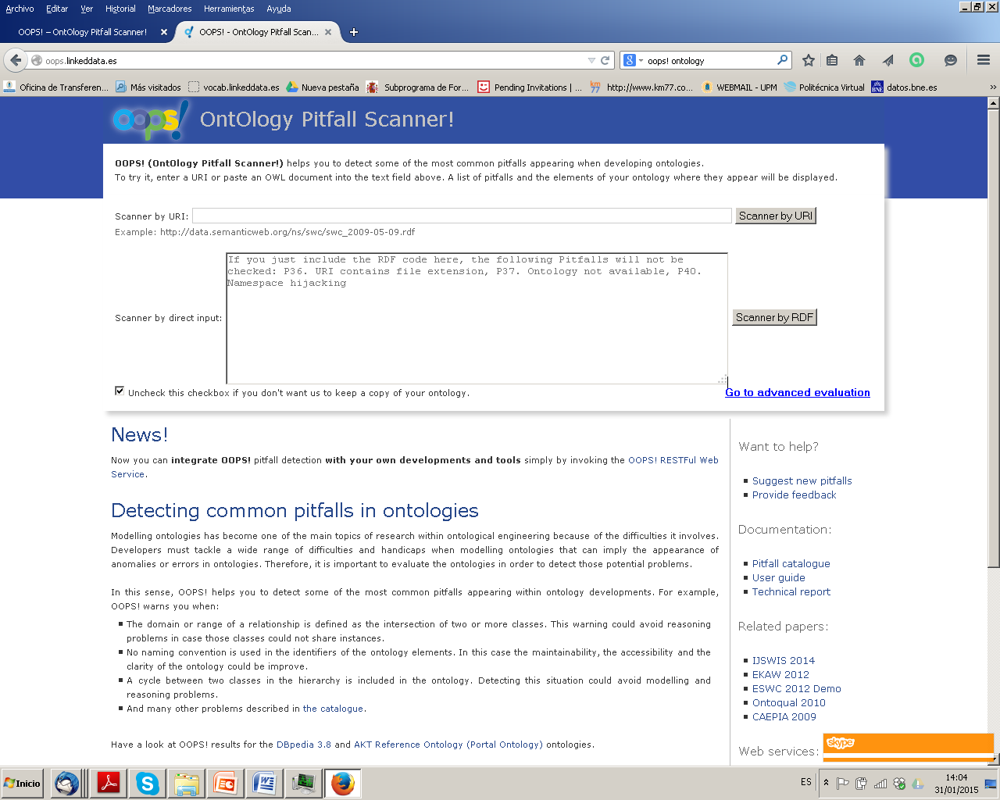 Archivo Editar Ver Historial Marcadores Herramientas Ayuda
OOPS! – OntOlogy Pitfall Scanner!
OOPS! - OntOlogy Pitfall Scan...
oops.linkeddata.es
oops! ontology
Oficina de Transferen... Más visitados vocab.linkeddata.es Nueva pestaña Subprograma de For... Pending Invitations | ... http://www.km77.co... WEBMAIL - UPM Politécnica Virtual datos.bne.es
oops! OntOlogy Pitfall Scanner!
OOPS! (OntOlogy Pitfall Scanner!) helps you to detect some of the most common pitfalls appearing when developing ontologies.
To try it, enter a URI or paste an OWL document into the text field above. A list of pitfalls and the elements of your ontology where they appear will be displayed.
Scanner by URI: Scanner by URI
Example: http://data.semanticweb.org/ns/swc/swc_2009-05-09.rdf
If you just include the RDF code here, the following Pitfalls will not be
checked: P36. URI contains file extension, P37. Ontology not available, P40.
Namespace hijacking
Scanner by direct input: Scanner by RDF
Uncheck this checkbox if you don't want us to keep a copy of your ontology.
Go to advanced evaluation
News!
Now you can integrate OOPS! pitfall detection with your own developments and tools simply by invoking the OOPS! RESTFul Web
Service.
Detecting common pitfalls in ontologies
Modelling ontologies has become one of the main topics of research within ontological engineering because of the difficulties it involves.
Developers must tackle a wide range of difficulties and handicaps when modelling ontologies that can imply the appearance of
anomalies or errors in ontologies. Therefore, it is important to evaluate the ontologies in order to detect those potential problems.
In this sense, OOPS! helps you to detect some of the most common pitfalls appearing within ontology developments. For example,
OOPS! warns you when:
The domain or range of a relationship is defined as the intersection of two or more classes. This warning could avoid reasoning
problems in case those classes could not share instances.
No naming convention is used in the identifiers of the ontology elements. In this case the maintainability, the accessibility and the
clarity of the ontology could be improve.
A cycle between two classes in the hierarchy is included in the ontology. Detecting this situation could avoid modelling and
reasoning problems.
And many other problems described in the catalogue.
Have a look at OOPS! results for the DBpedia 3.8 and AKT Reference Ontology (Portal Ontology) ontologies.
Want to help?
Suggest new pitfalls
Provide feedback
Documentation:
Pitfall catalogue
User guide
Technical report
Related papers:
IJSWIS 2014
EKAW 2012
ESWC 2012 Demo
Ontoqual 2010
CAEPIA 2009
Web services:
skype
Inicio
ES
14:04
31/01/2015